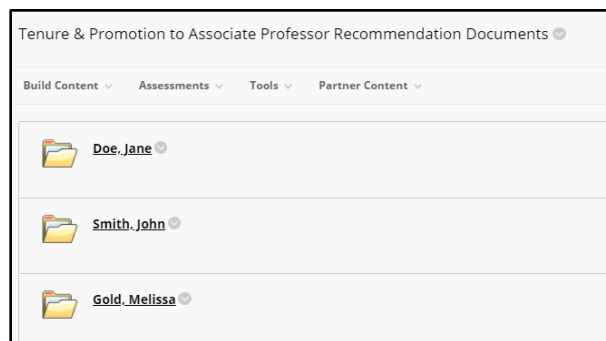 Tenure & Promotion to Associate Professor Recommendation Documents
Build Content Assessments Tools Partner Content
Doe, Jane
Smith, John
Gold, Melissa